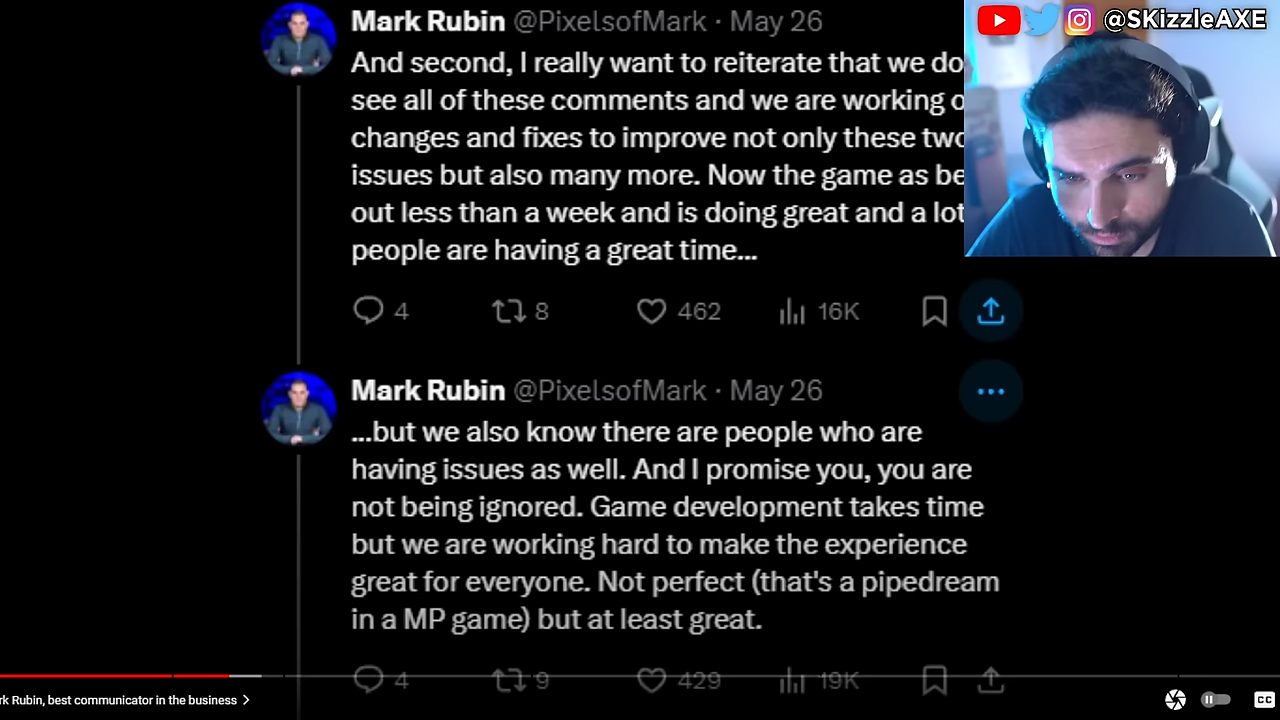 Mark Rubin @PixelsofMark · May 26
@SKizzleAXE
And second, I really want to reiterate that we do
see all of these comments and we are working
changes and fixes to improve not only these two
issues but also many more. Now the game as
out less than a week and is doing great and a lot
people are having a great time...
4 8 462 16K
Mark Rubin @PixelsofMark · May 26
...but we also know there are people who are
having issues as well. And I promise you, you are
not being ignored. Game development takes time
but we are working hard to make the experience
great for everyone. Not perfect (that's a pipedream
in a MP game) but at least great.
4 9 429 19K
rk Rubin, best communicator in the business >
CC